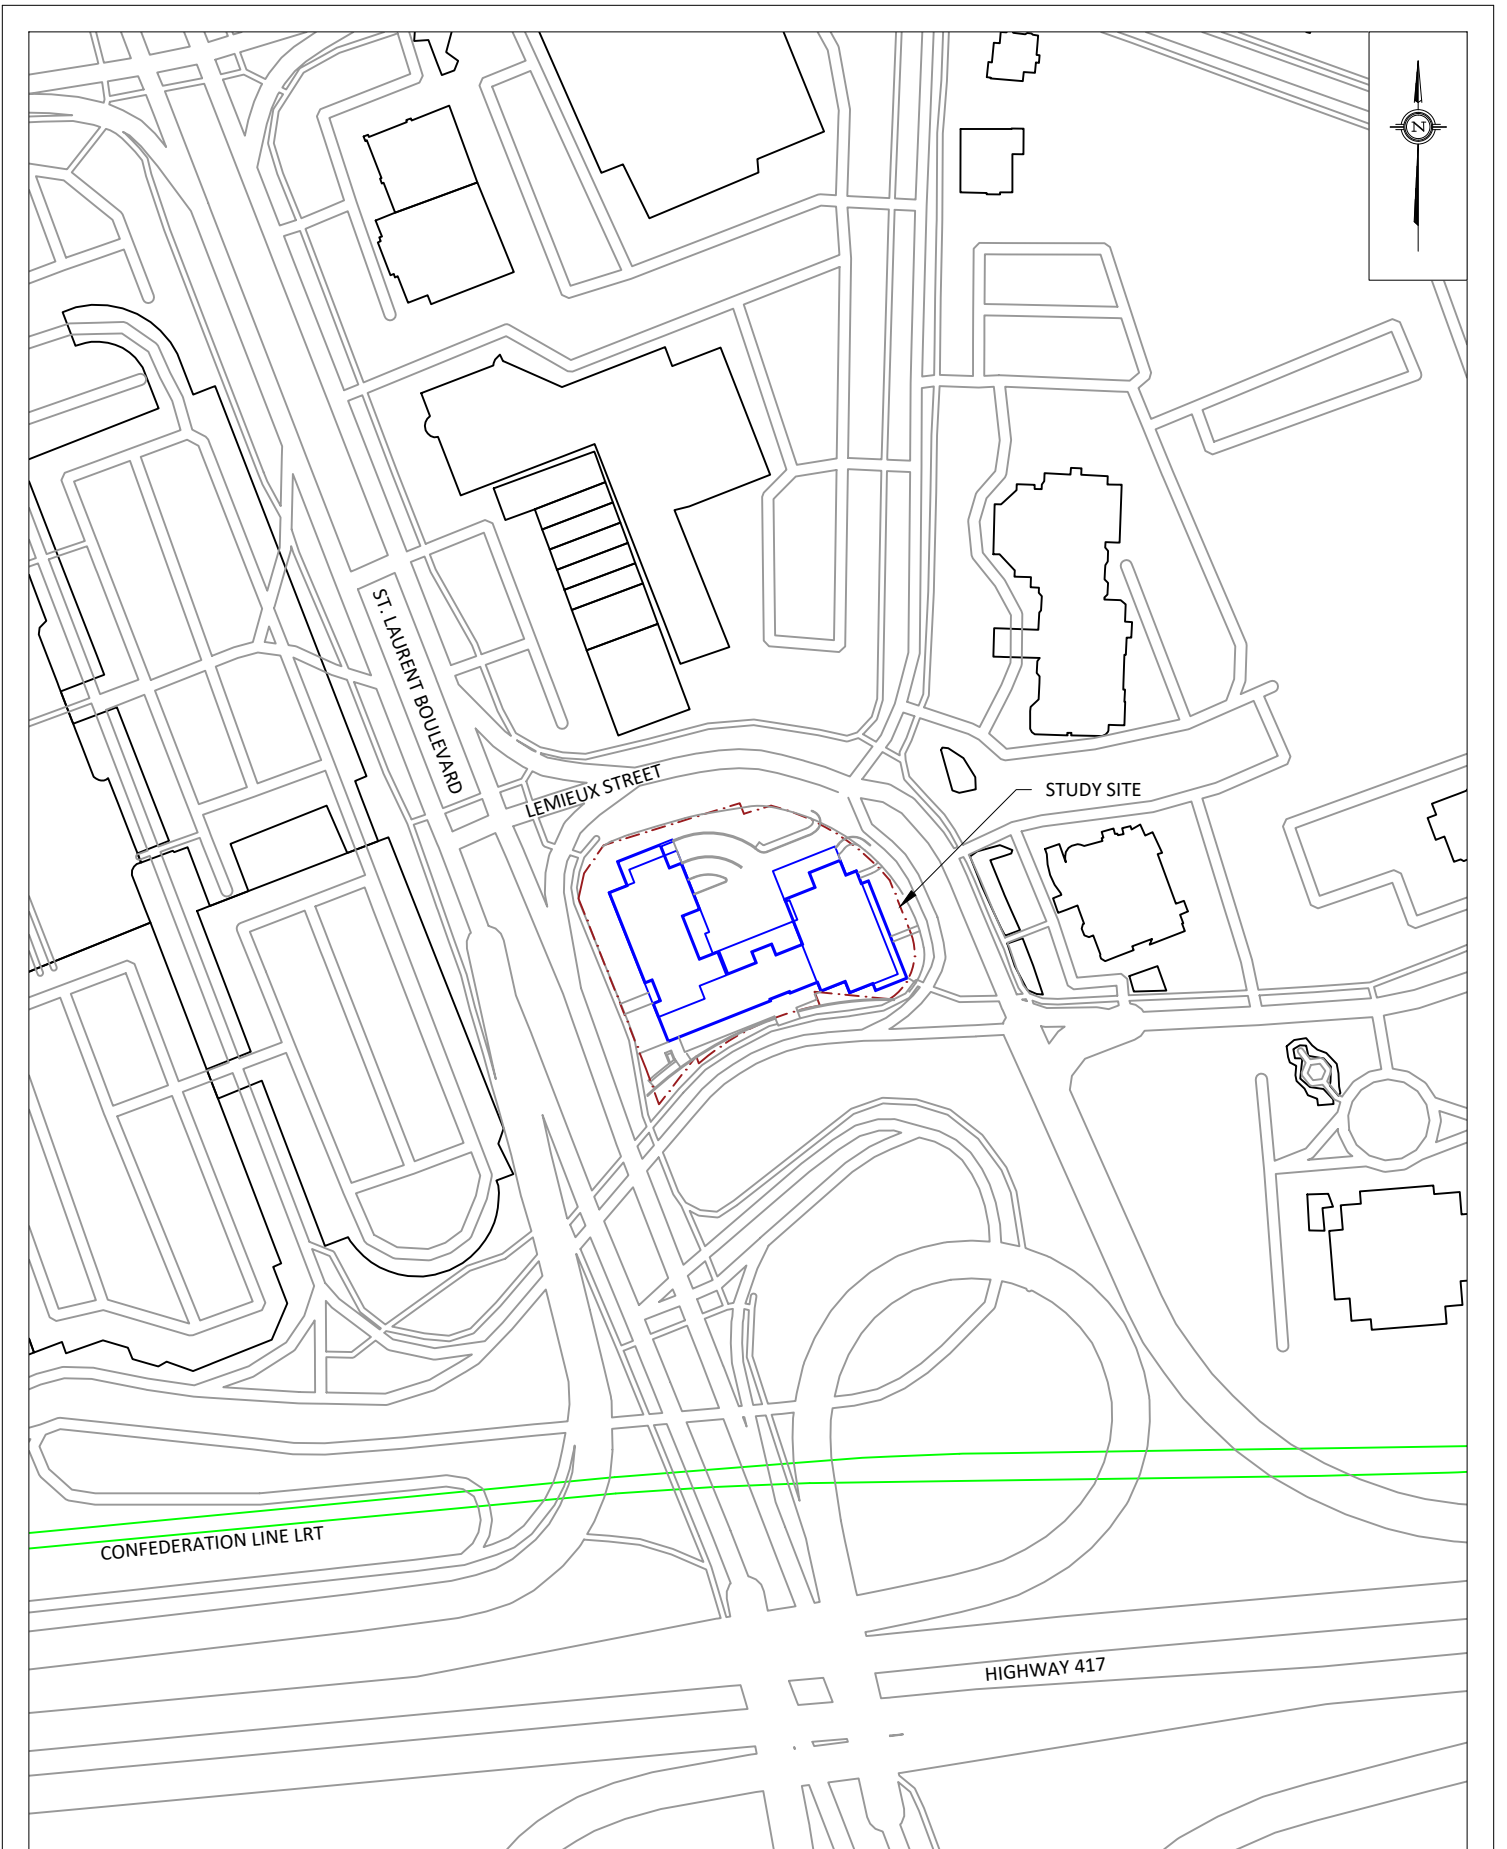 N
ST. LAURENT BOULEVARD
LEMIEUX STREET
STUDY SITE
CONFEDERATION LINE LRT
HIGHWAY 417